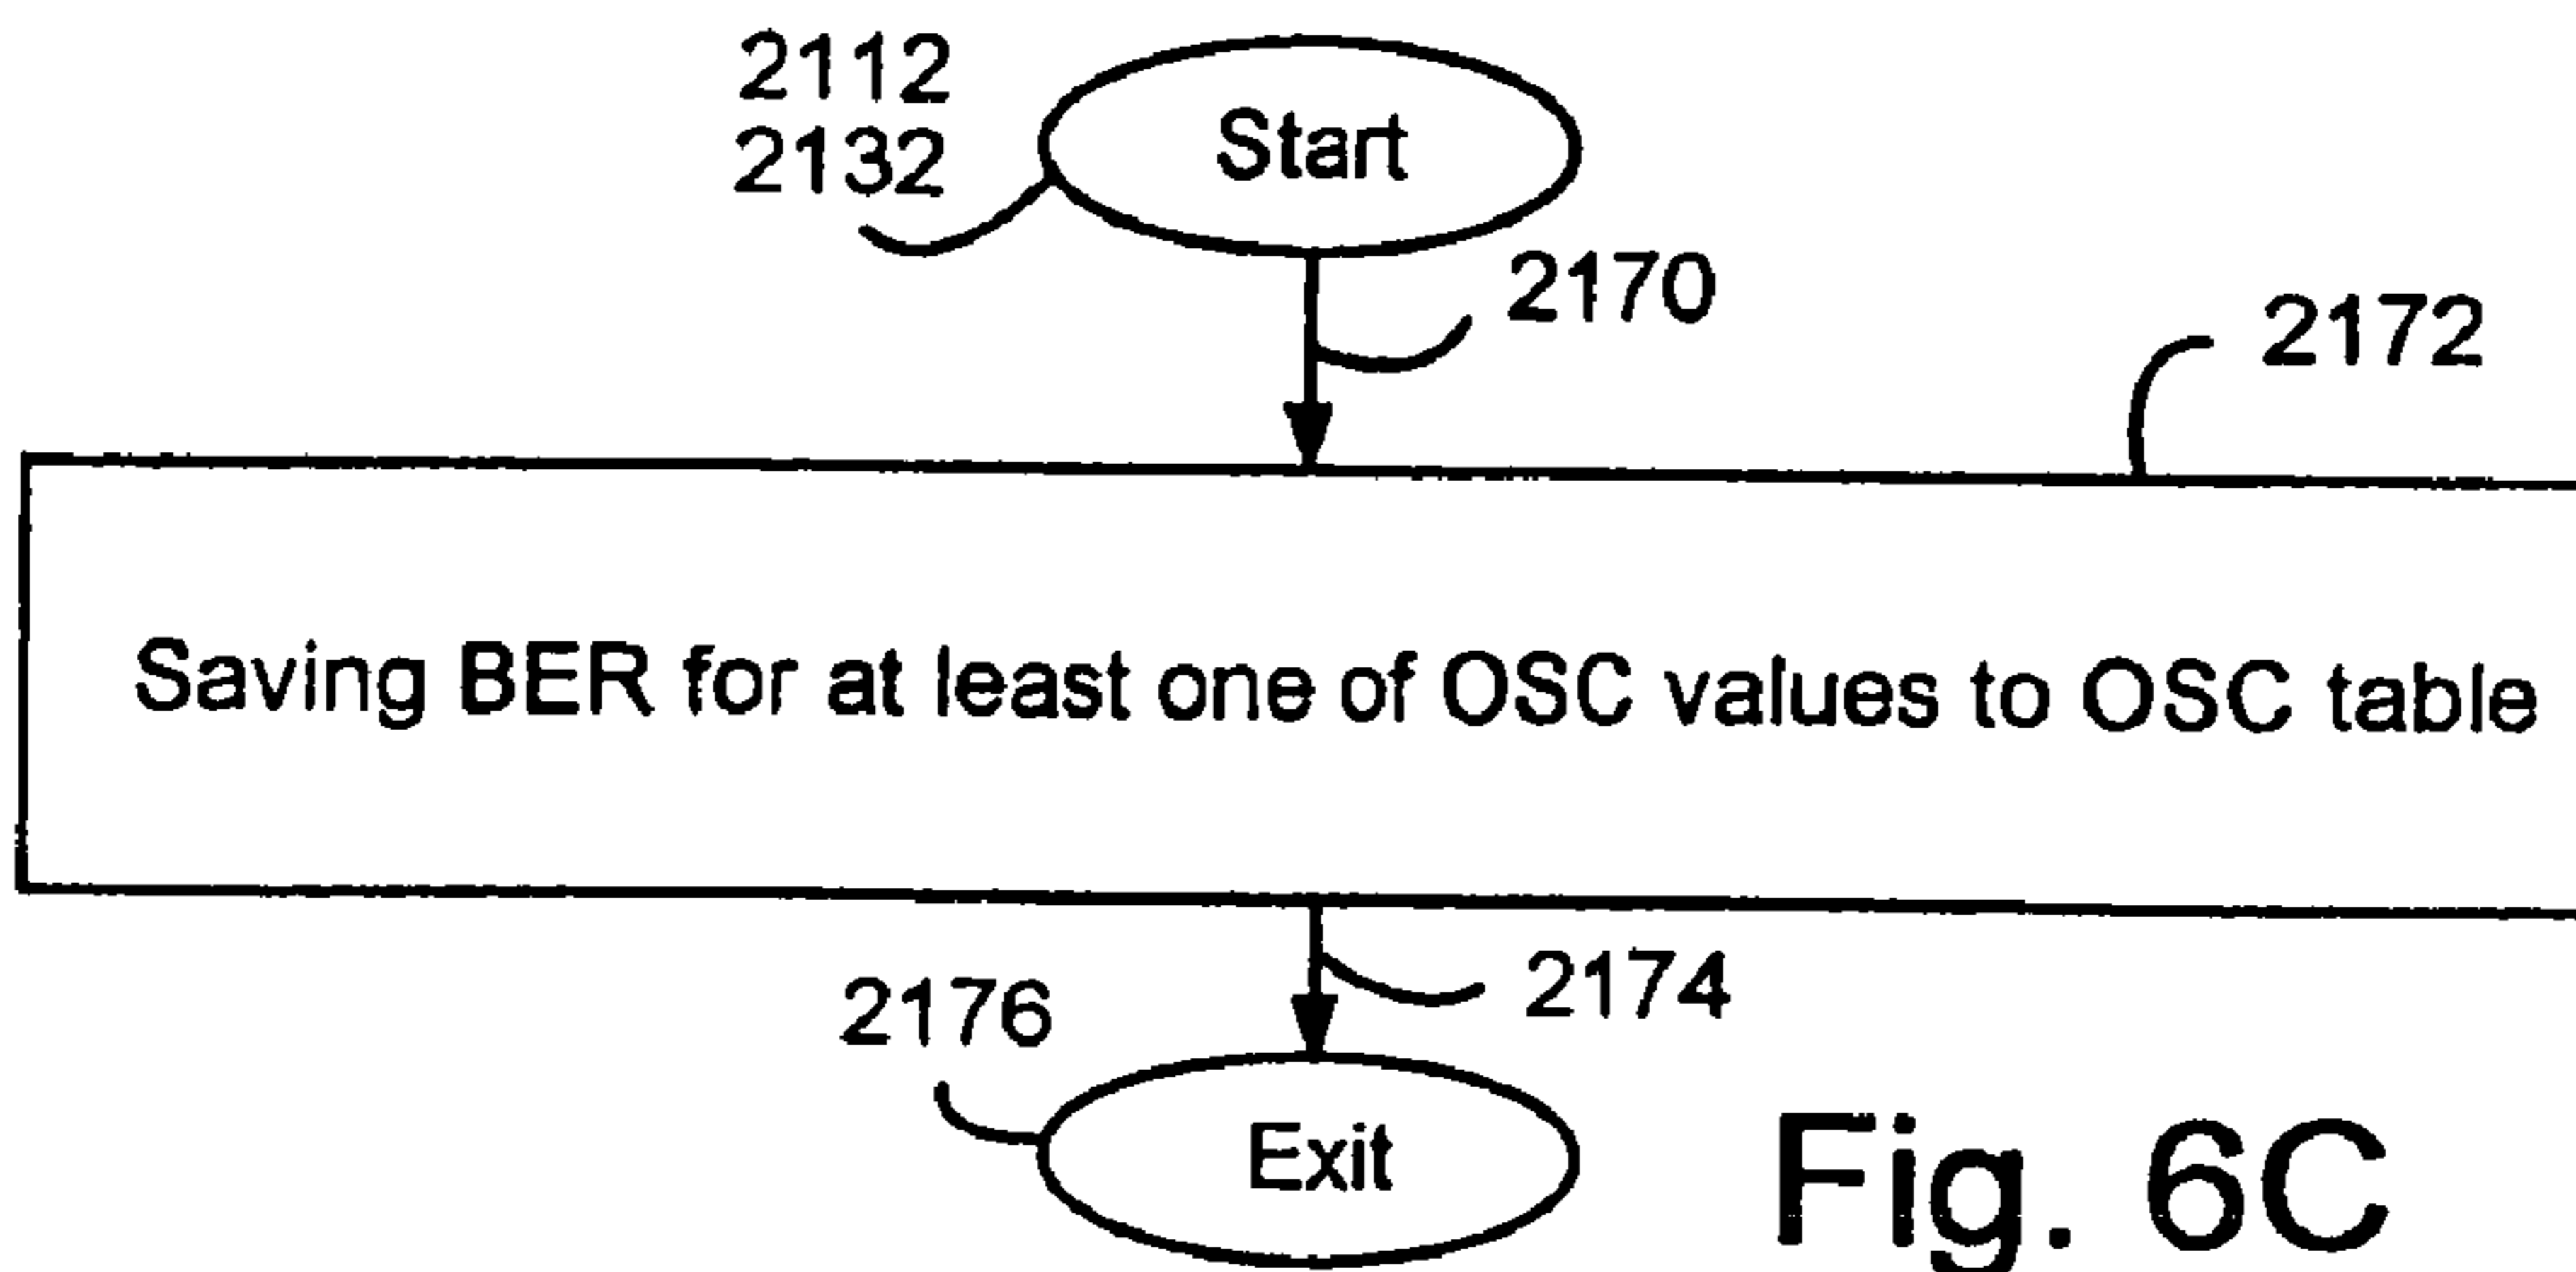 2112
2132
Start
2170
2172
Saving BER for at least one of OSC values to OSC table
2174
2176
Exit
Fig. 6C